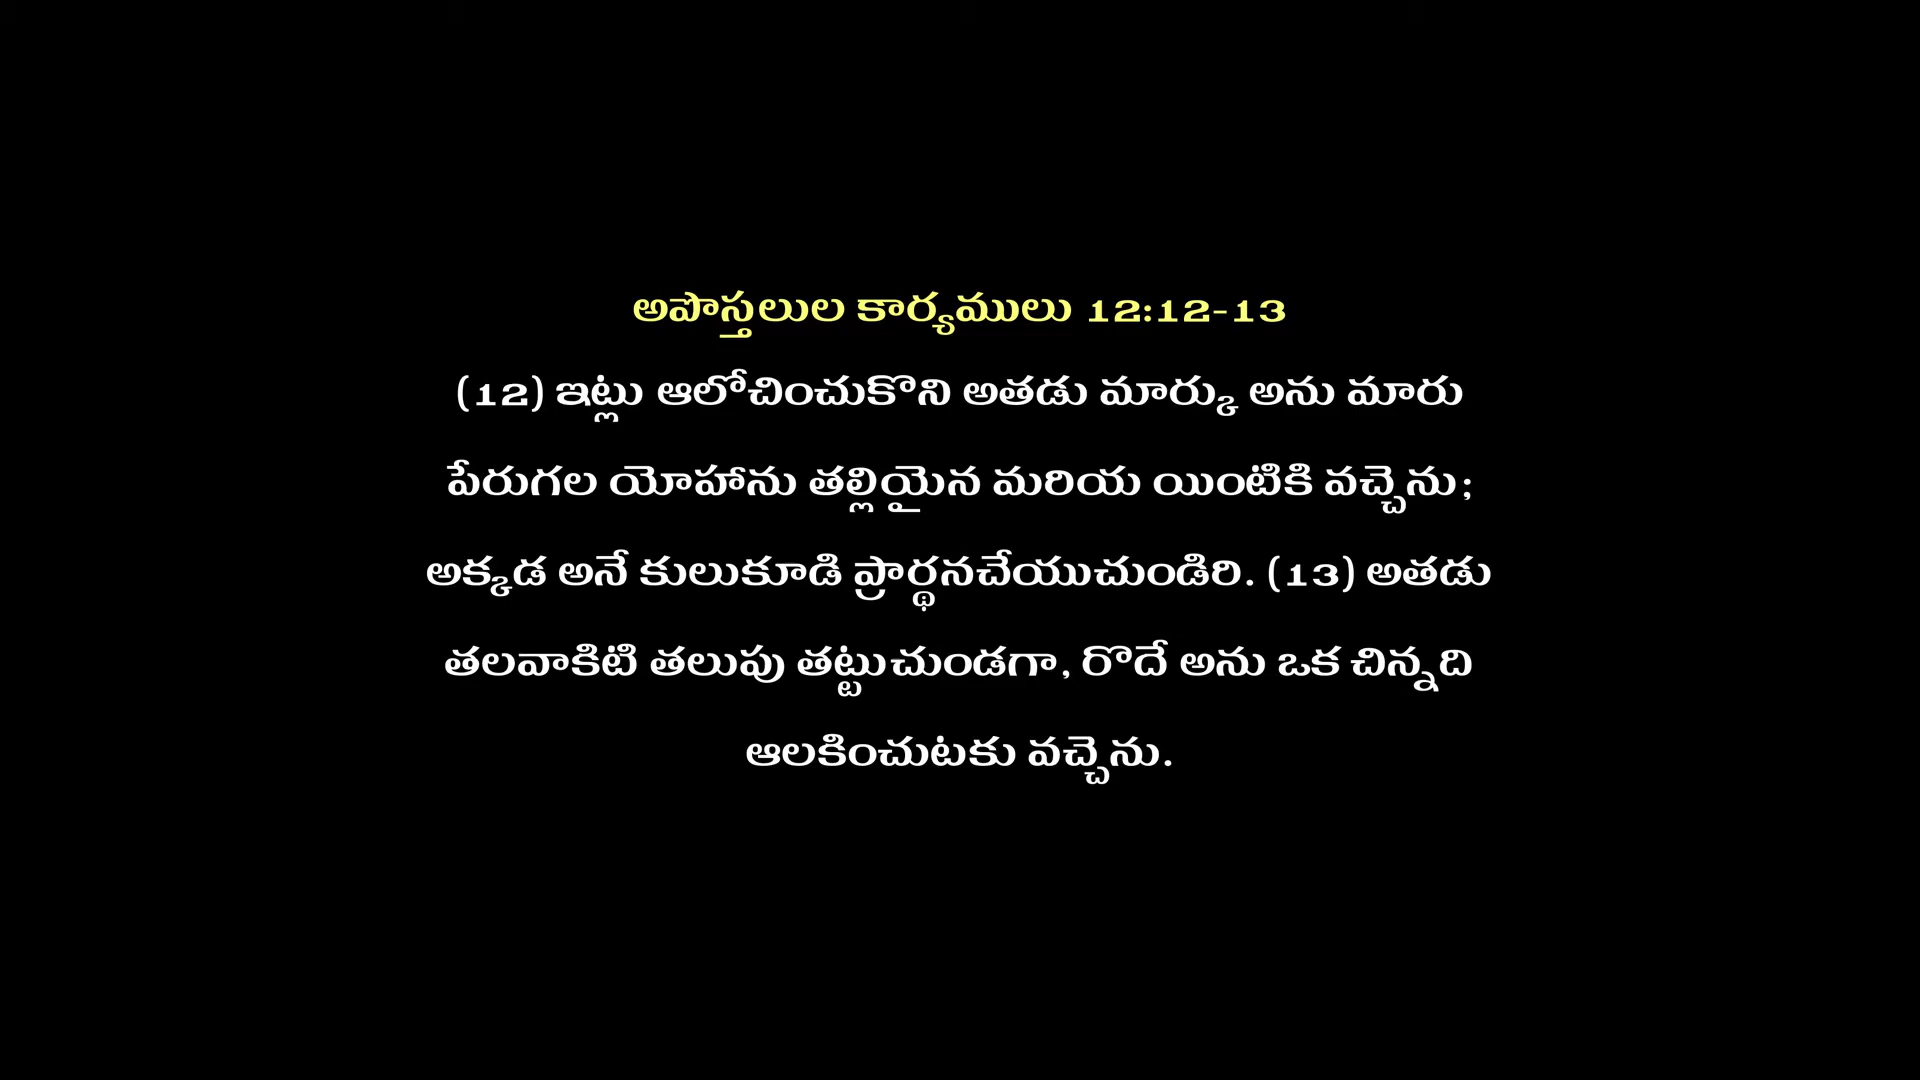 అపొస్తలుల కార్యములు 12:12-13
(12) ఇట్లు ఆలోచించుకొని అతడు మార్కు అను మారు
పేరుగల యోహాను తల్లియైన మరియ యింటికి వచ్చెను;
అక్కడ అనే కులుకూడి ప్రార్థనచేయుచుండిరి. (13) అతడు
తలవాకిటి తలుపు తట్టుచుండగా, రొదే అను ఒక చిన్నది
ఆలకించుటకు వచ్చెను.